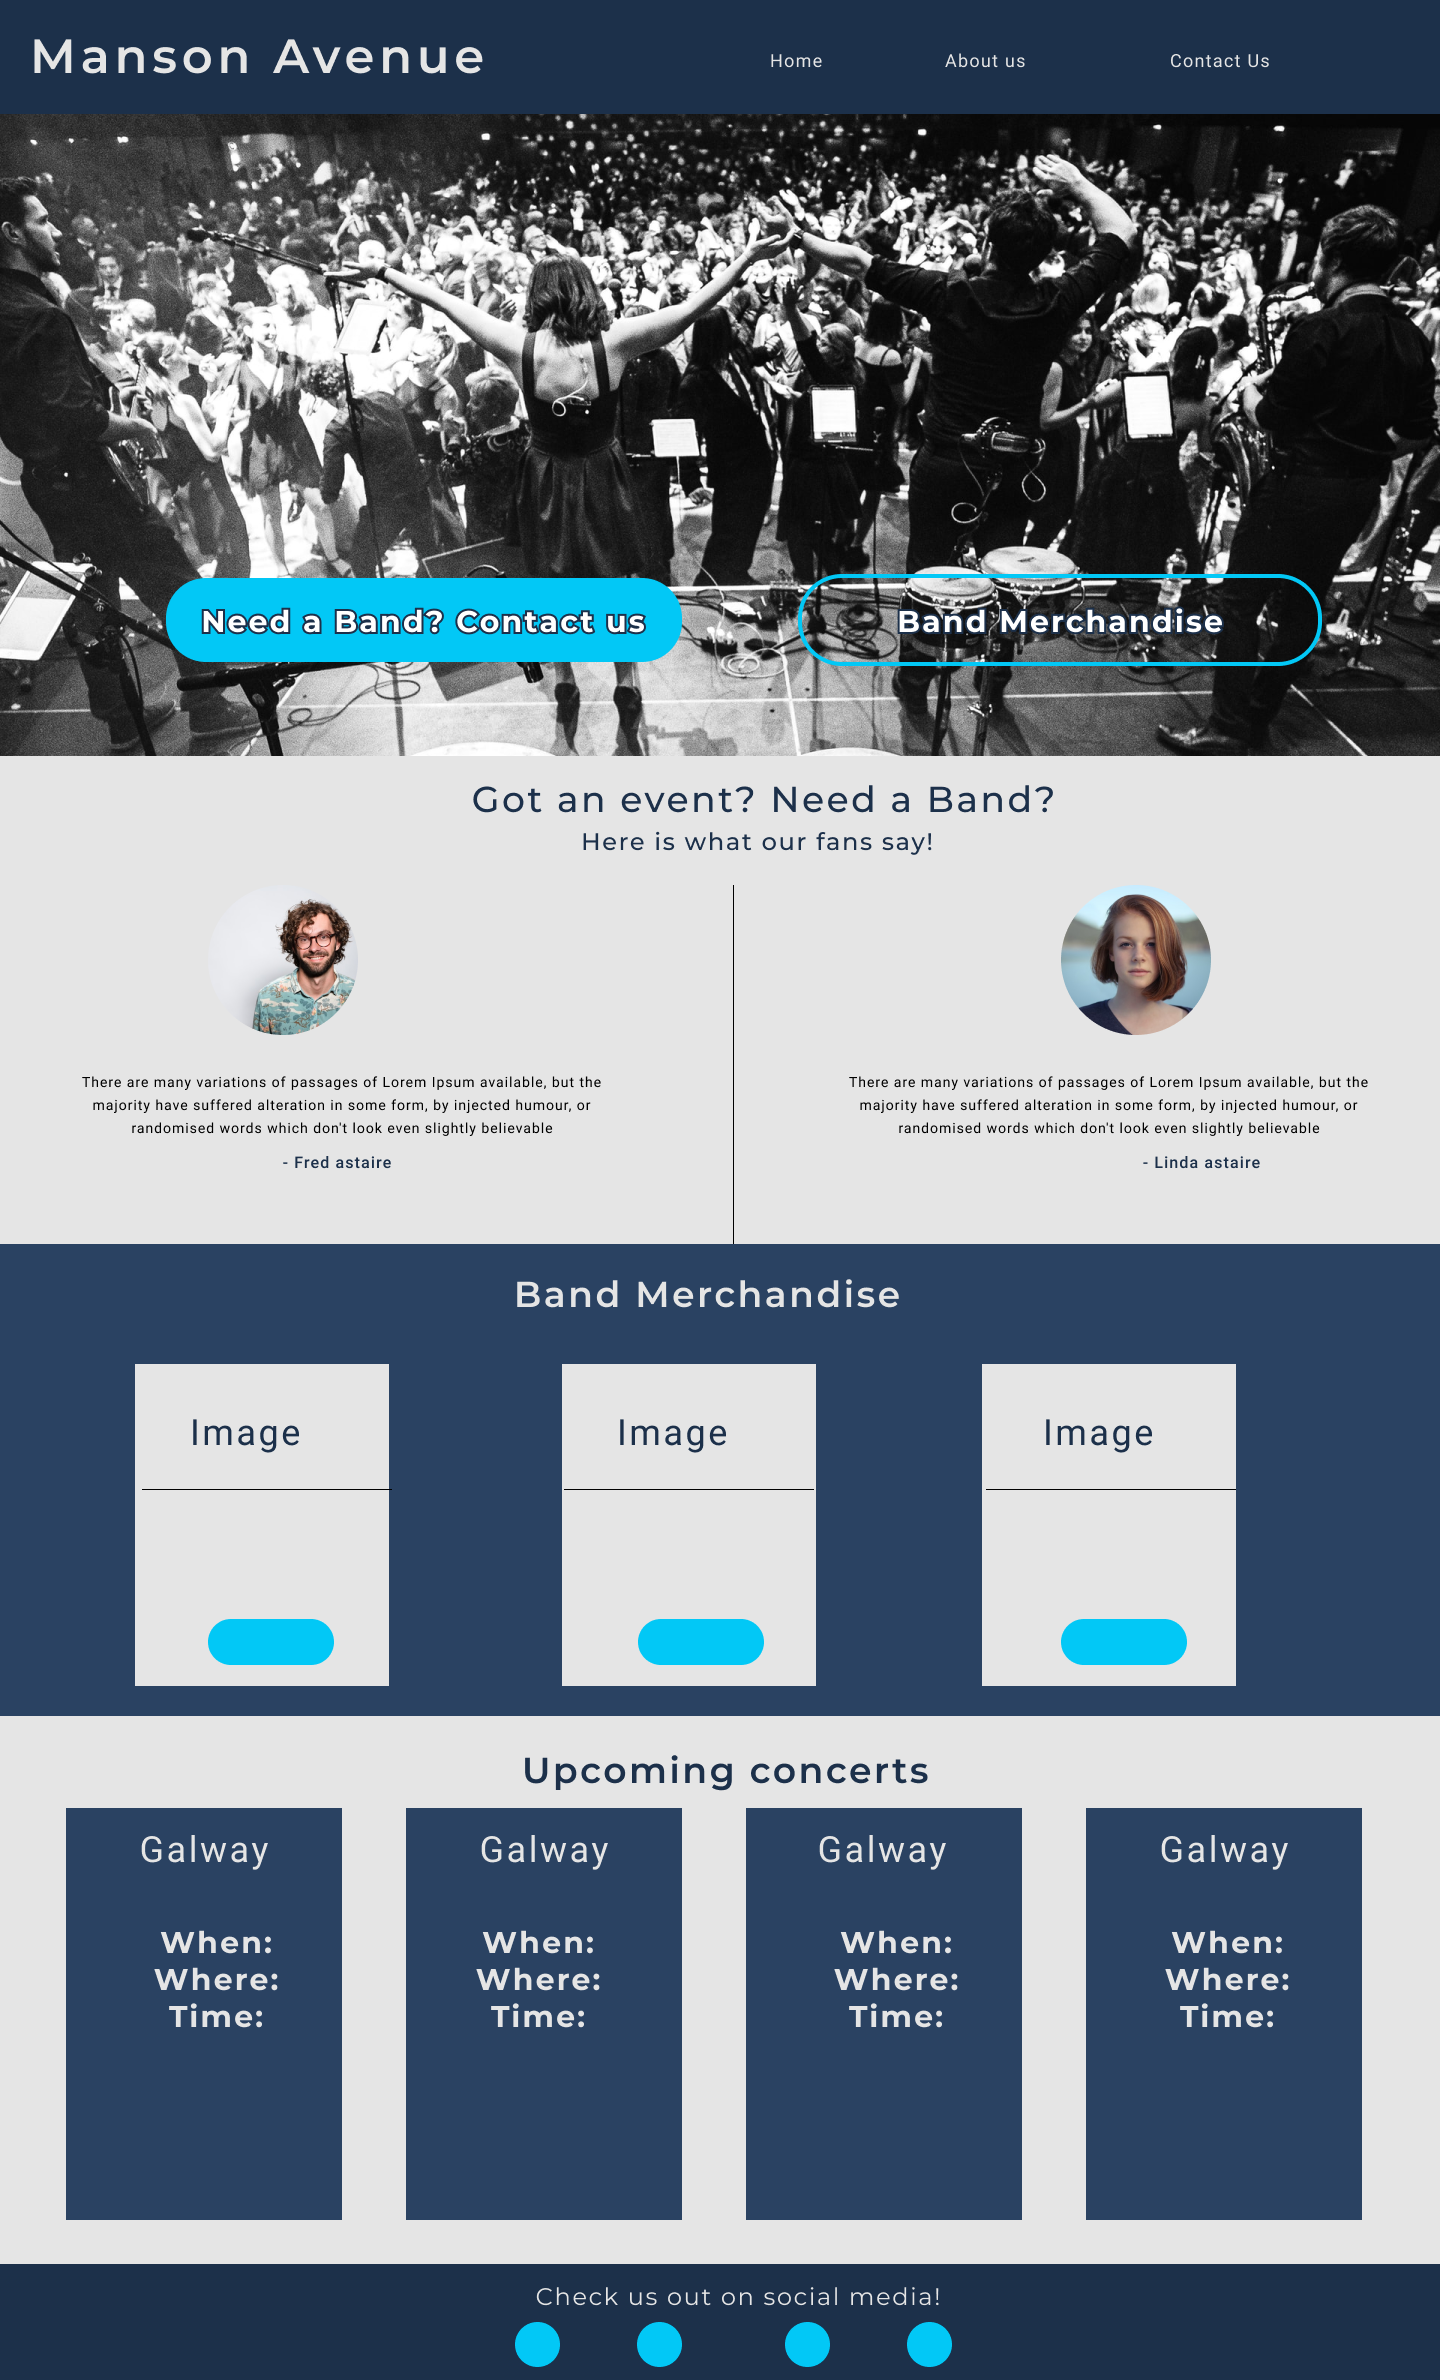 Manson Avenue
Home
About us
Contact Us
Need a Band? Contact us
Band Merchandise
Got an event? Need a Band?
Here is what our fans say!
There are many variations of passages of Lorem Ipsum available, but the
majority have suffered alteration in some form, by injected humour, or
randomised words which don't look even slightly believable
- Fred astaire
There are many variations of passages of Lorem Ipsum available, but the
majority have suffered alteration in some form, by injected humour, or
randomised words which don't look even slightly believable
- Linda astaire
Band Merchandise
Image
Image
Image
Upcoming concerts
Galway
When:
Where:
Time:
Galway
When:
Where:
Time:
Galway
When:
Where:
Time:
Galway
When:
Where:
Time:
Check us out on social media!